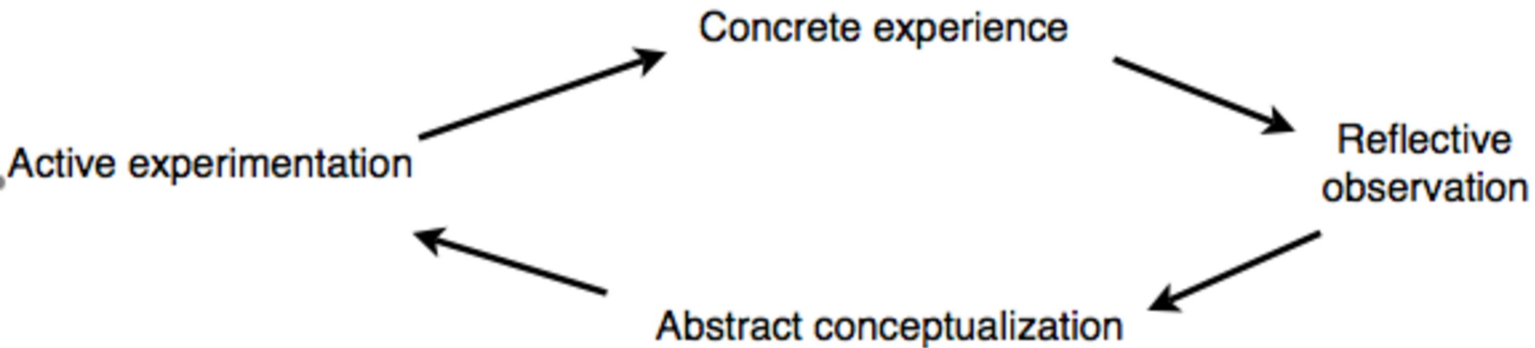 Concrete experience
Reflective
observation
Active experimentation
Abstract conceptualization